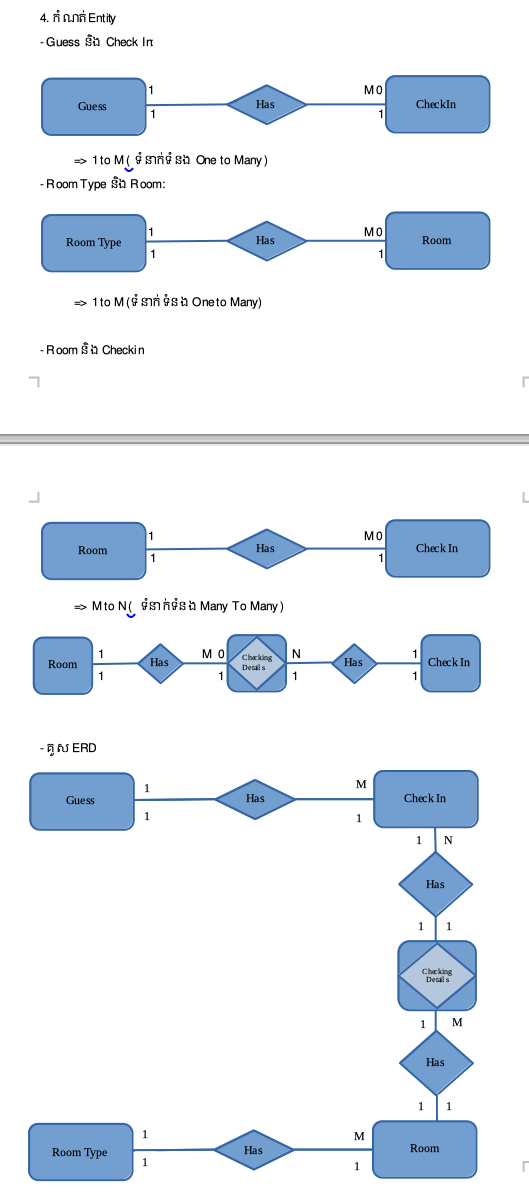 4. កំណត់ Entity
- Guess និង Check In:
1 M 0
Guess Has CheckIn
1 1
=> 1 to M ( ទំនាក់ទំនង One to Many )
- Room Type និង Room:
1 M 0
Room Type Has Room
1 1
=> 1 to M ( ទំនាក់ទំនង One to Many)
- Room និង Checkin
1 M 0
Room Has Check In
1 1
=> M to N ( ទំនាក់ទំនង Many To Many )
1 M 0 N 1
Room Has Checking Details Has Check In
1 1 1 1
- គូស ERD
1 M
Guess Has Check In
1 1
1 N
Has
1 1
Checking
Details
1 M
Has
1 1
1 M
Room Type Has Room
1 1